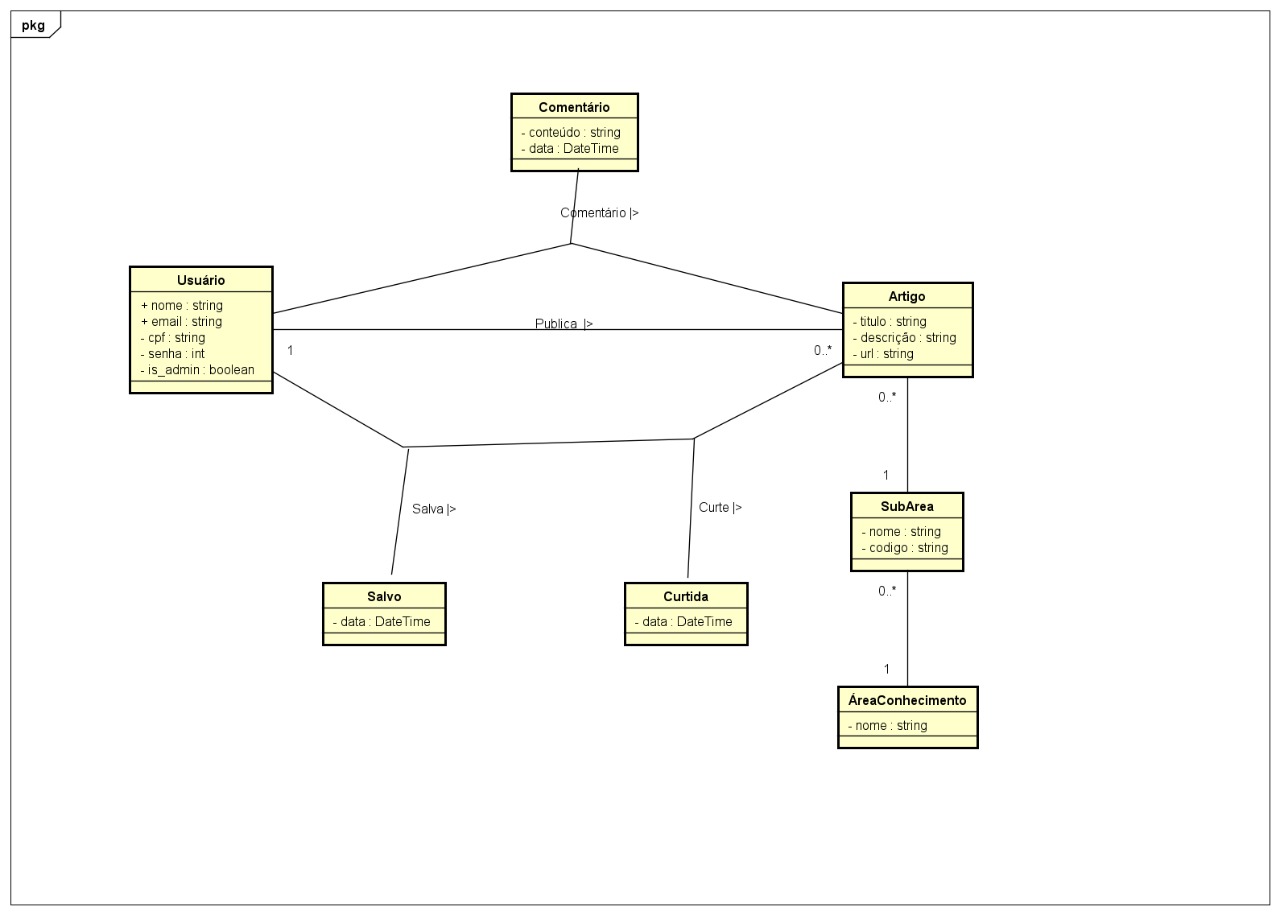 pkg
Comentário
- conteúdo : string
- data : DateTime
Comentário |>
Usuário
+ nome : string
+ email : string
- cpf : string
- senha : int
- is_admin : boolean
Publica |>
1
0..*
Artigo
- titulo : string
- descrição : string
- url : string
0..*
1
Salva |>
Curte |>
SubArea
- nome : string
- codigo : string
0..*
1
Salvo
- data : DateTime
Curtida
- data : DateTime
ÁreaConhecimento
- nome : string